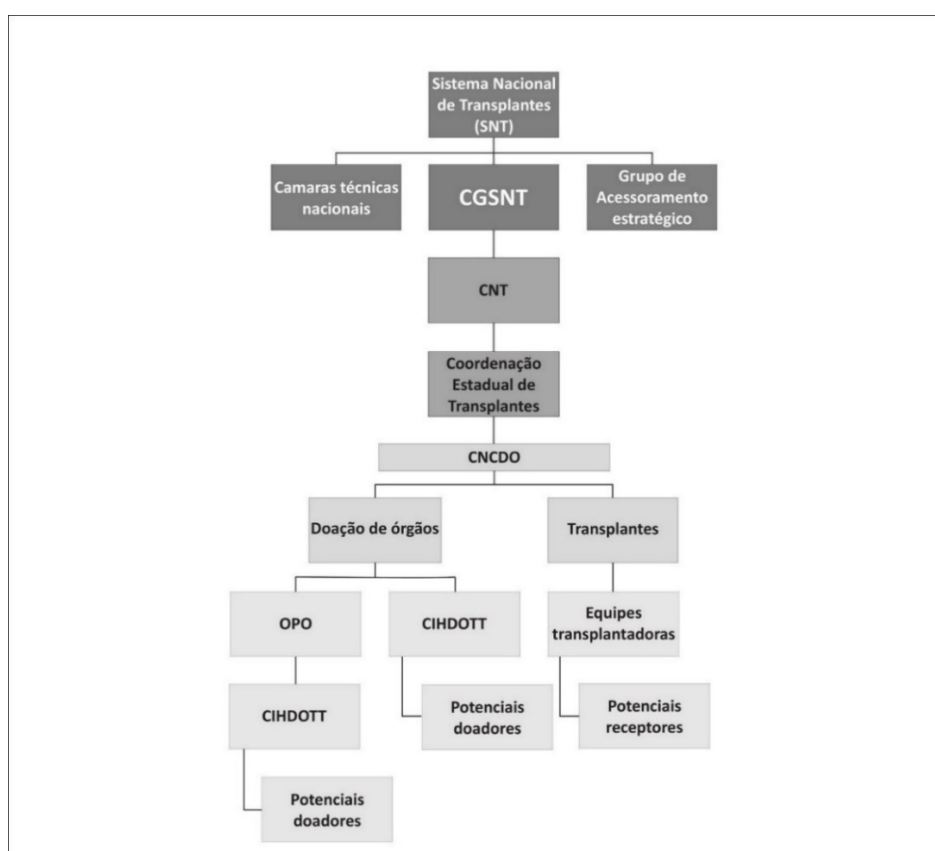 Sistema Nacional
de Transplantes
(SNT)
Camaras técnicas
nacionais
CGSNT
Grupo de
Acessoramento
estratégico
CNT
Coordenação
Estadual de
Transplantes
CNCDO
Doação de órgãos
Transplantes
OPO
CIHDOTT
Equipes
transplantadoras
CIHDOTT
Potenciais
doadores
Potenciais
receptores
Potenciais
doadores